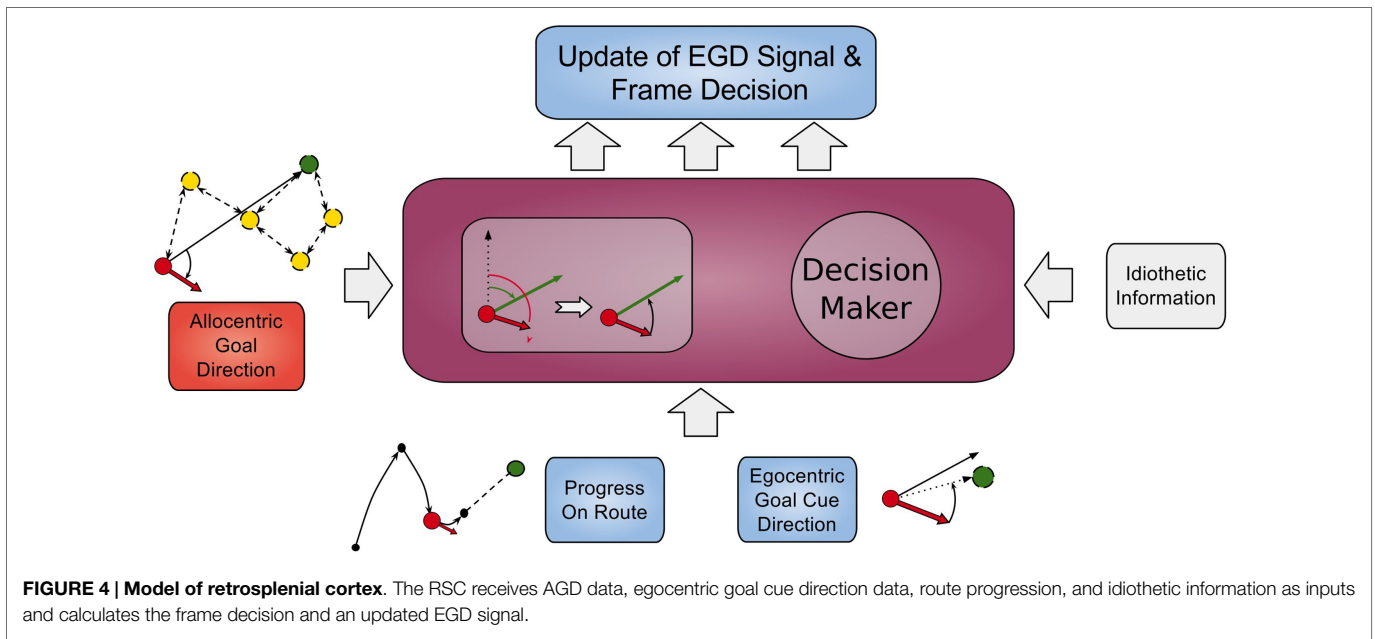 Update of EGD Signal &
Frame Decision
Allocentric
Goal
Direction
Decision
Maker
Idiothetic
Information
Progress
On Route
Egocentric
Goal Cue
Direction
FIGURE 4 | Model of retrosplenial cortex. The RSC receives AGD data, egocentric goal cue direction data, route progression, and idiothetic information as inputs
and calculates the frame decision and an updated EGD signal.